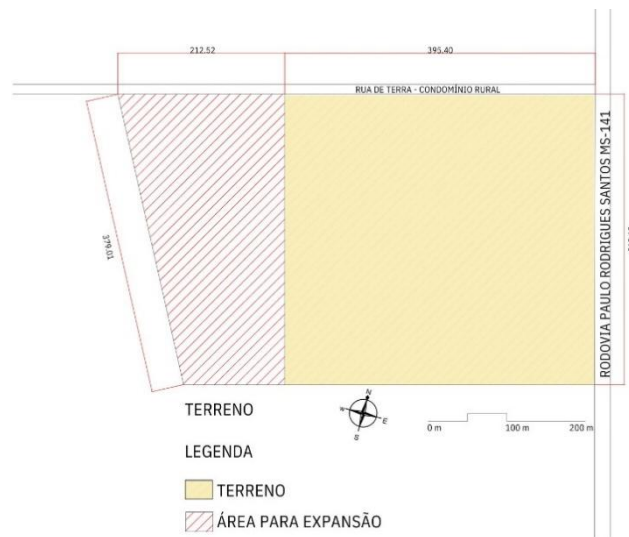 212.52
395.40
RUA DE TERRA - CONDOMÍNIO RURAL
RODOVIA PAULO RODRIGUES SANTOS MS-141
379.01
TERRENO
N
E
S
0 m 100 m 200 m
LEGENDA
TERRENO
ÁREA PARA EXPANSÃO